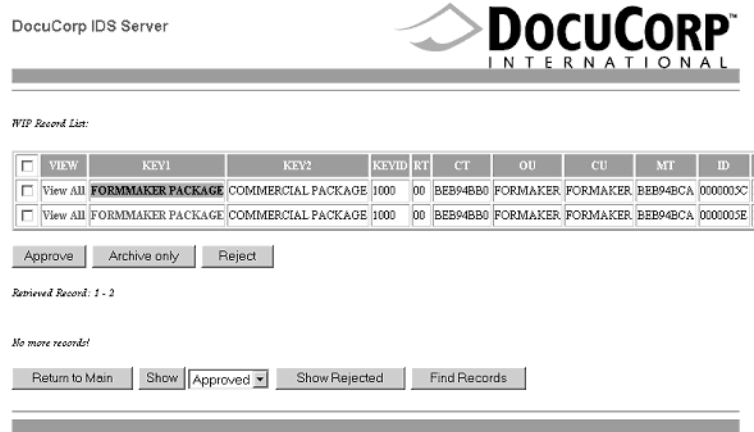 DocuCorp IDS Server
DOCUCORP™
INTERNATIONAL
WIP Record List:
VIEW KEY1 KEY2 KEYID RT CT OU CU MT ID
View All FORMMAKER PACKAGE COMMERCIAL PACKAGE 1000 00 BEB94BB0 FORMAKER FORMAKER BEB94BCA 0000005C
View All FORMMAKER PACKAGE COMMERCIAL PACKAGE 1000 00 BEB94BB0 FORMAKER FORMAKER BEB94BCA 0000005E
Approve Archive only Reject
Retrieved Record: 1 - 2
No more records!
Return to Main Show Approved Show Rejected Find Records